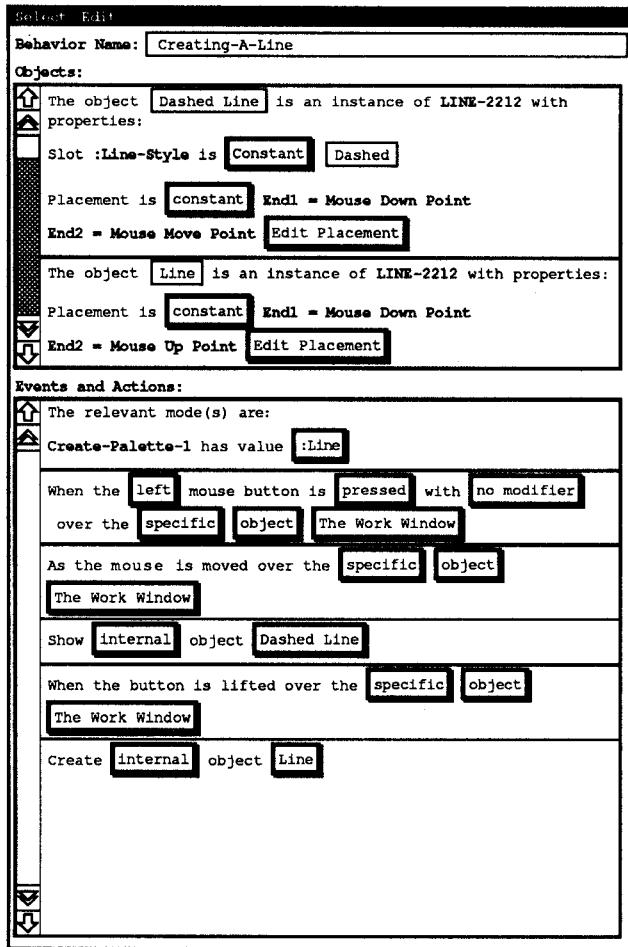 Select Edit
Behavior Name: Creating-A-Line
Objects:
The object Dashed Line is an instance of LINE-2212 with
properties:
Slot :Line-Style is Constant Dashed
Placement is constant End1 = Mouse Down Point
End2 = Mouse Move Point Edit Placement
The object Line is an instance of LINE-2212 with properties:
Placement is constant End1 = Mouse Down Point
End2 = Mouse Up Point Edit Placement
Events and Actions:
The relevant mode(s) are:
Create-Palette-1 has value :Line
When the left mouse button is pressed with no modifier
over the specific object The Work Window
As the mouse is moved over the specific object
The Work Window
Show internal object Dashed Line
When the button is lifted over the specific object
The Work Window
Create internal object Line